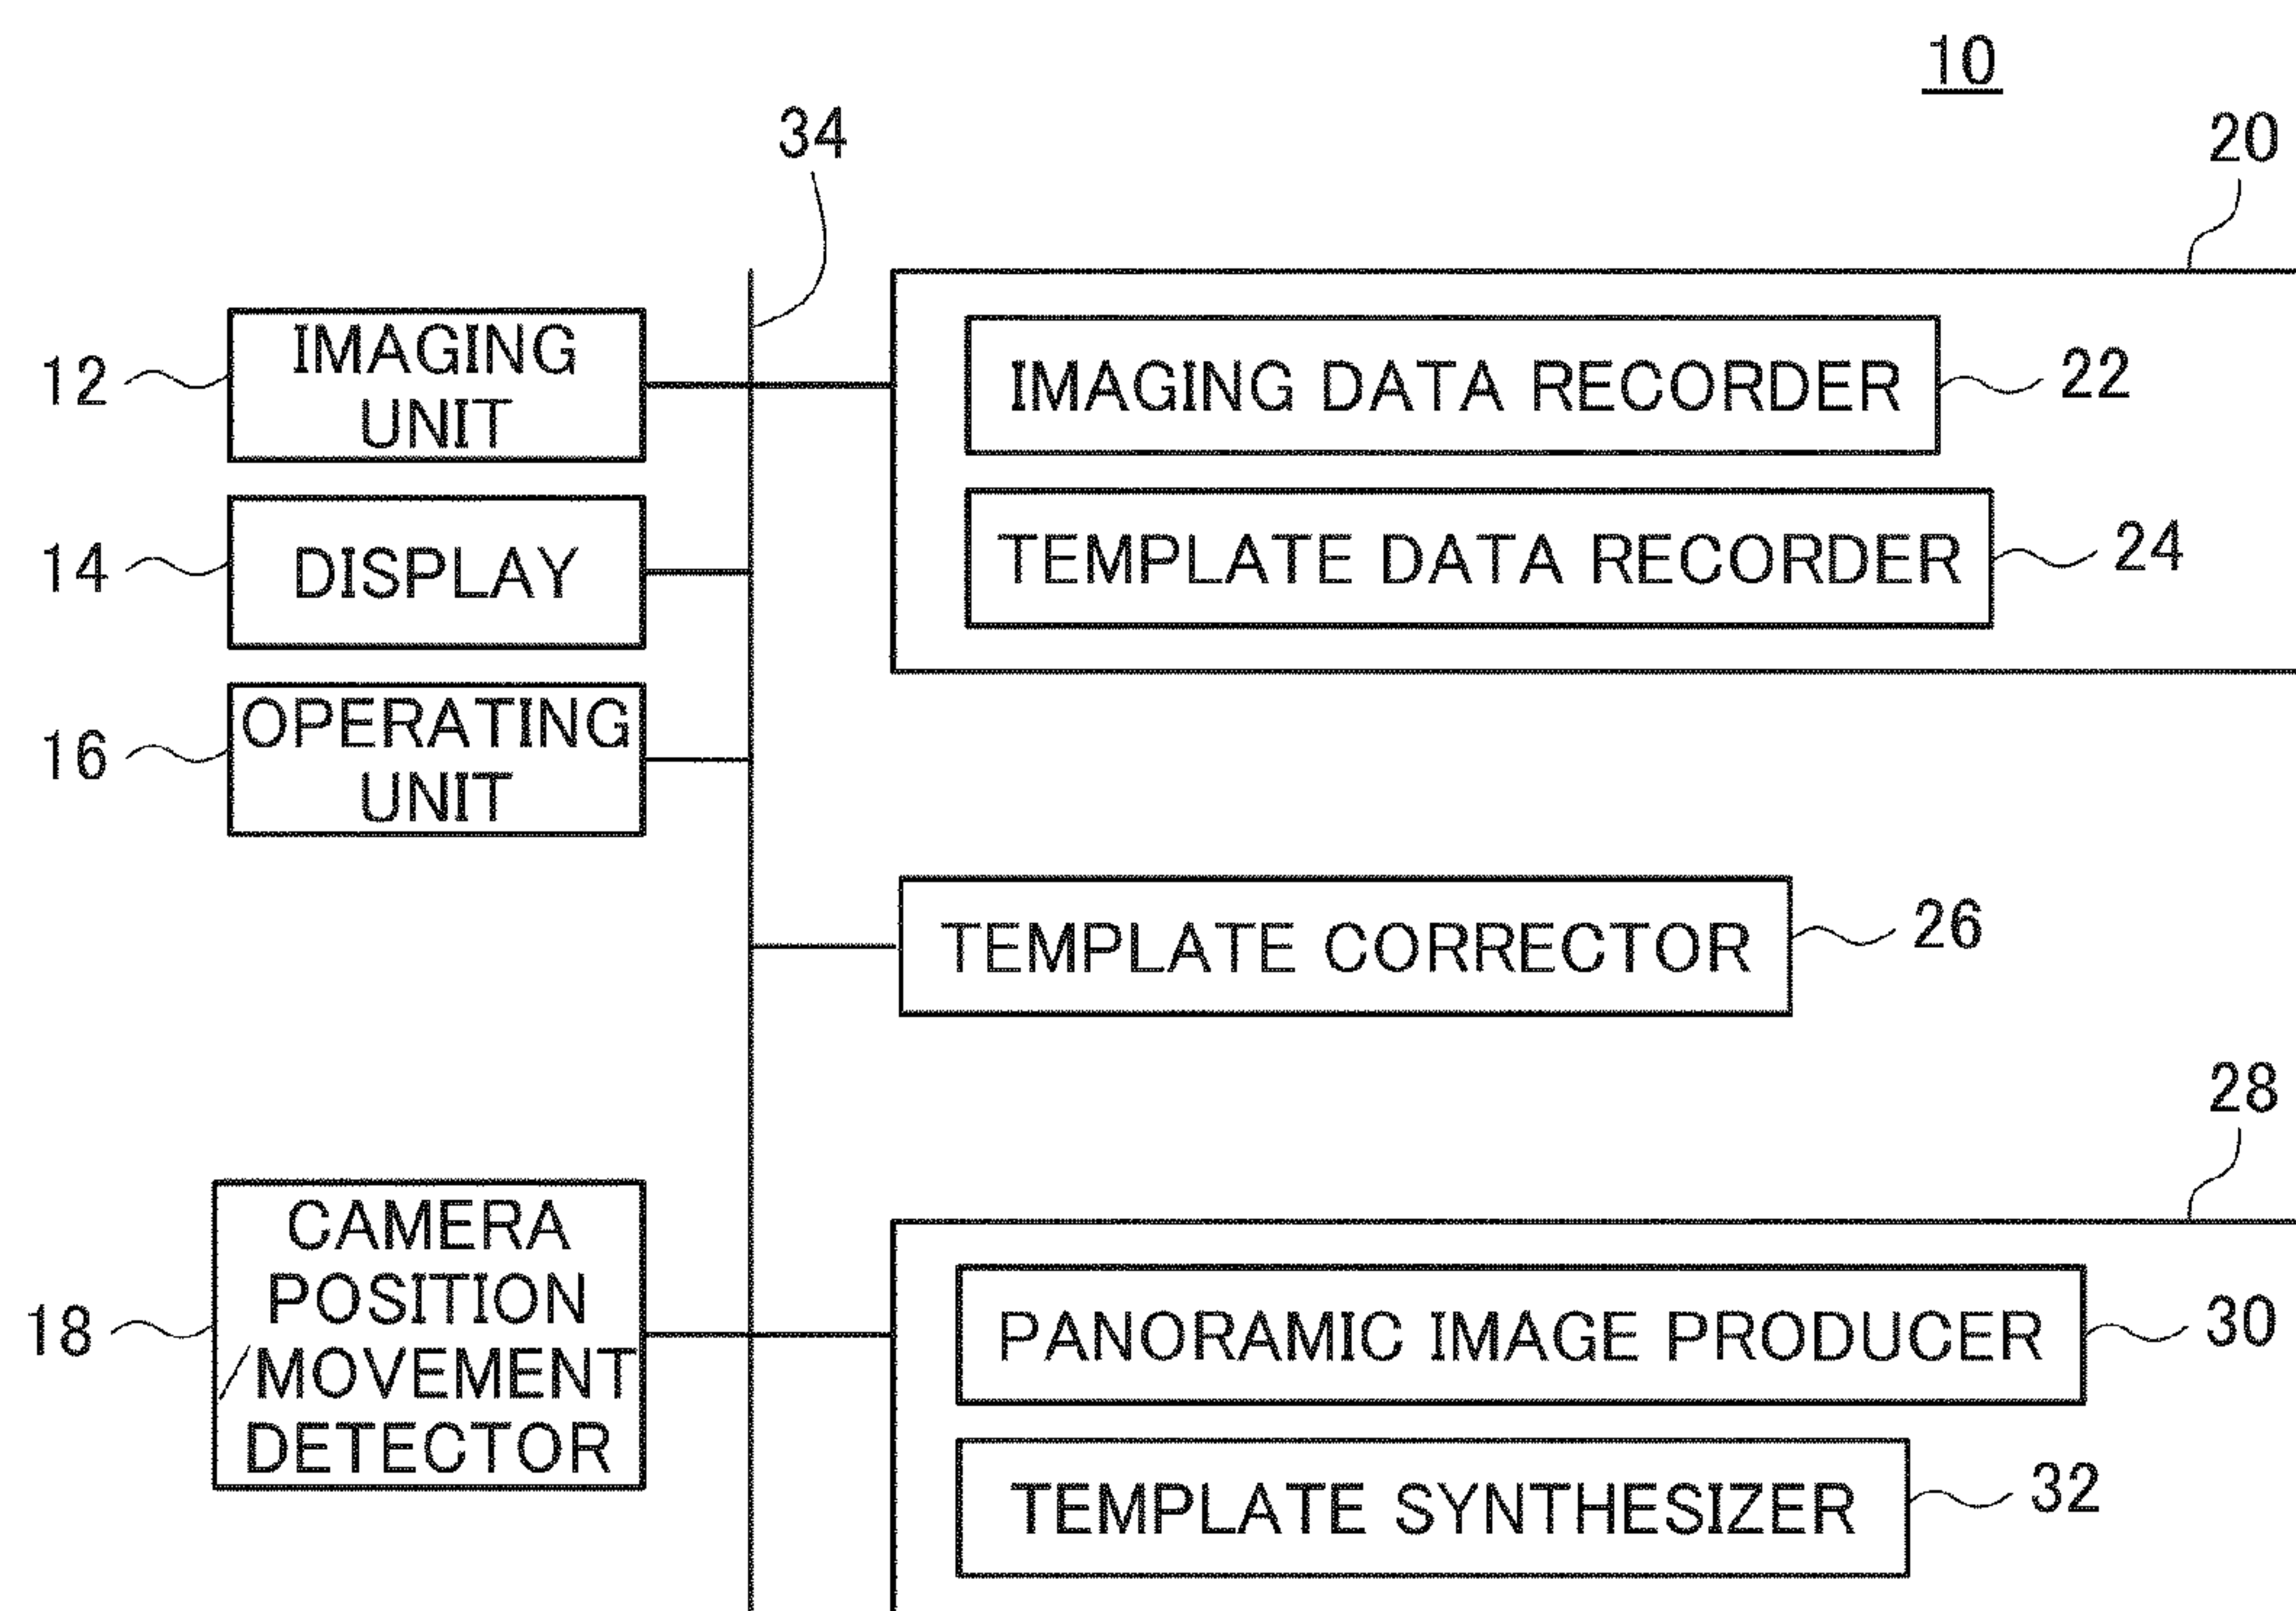 10
20
34
12
IMAGING
UNIT
IMAGING DATA RECORDER
22
14
DISPLAY
TEMPLATE DATA RECORDER
24
16
OPERATING
UNIT
TEMPLATE CORRECTOR
26
28
18
CAMERA
POSITION
/MOVEMENT
DETECTOR
PANORAMIC IMAGE PRODUCER
30
TEMPLATE SYNTHESIZER
32